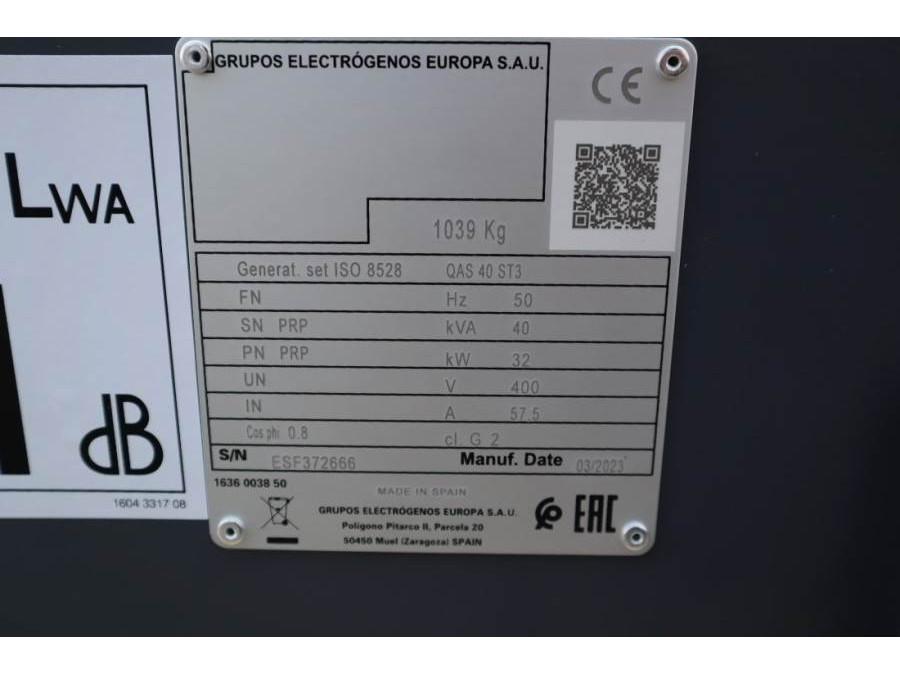 LWA
dB
1604 3317 08
GRUPOS ELECTRÓGENOS EUROPA S.A.U.
CE
1039 Kg
Generat. set ISO 8528 QAS 40 ST3
FN Hz 50
SN PRP kVA 40
PN PRP kW 32
UN V 400
IN A 57.5
Cos phi 0.8 cl. G 2
S/N ESF372666 Manuf. Date 03/2023
1636 0038 50
MADE IN SPAIN
GRUPOS ELECTRÓGENOS EUROPA S.A.U.
Polígono Pitarco II, Parcela 20
50450 Muel (Zaragoza) SPAIN
EAC